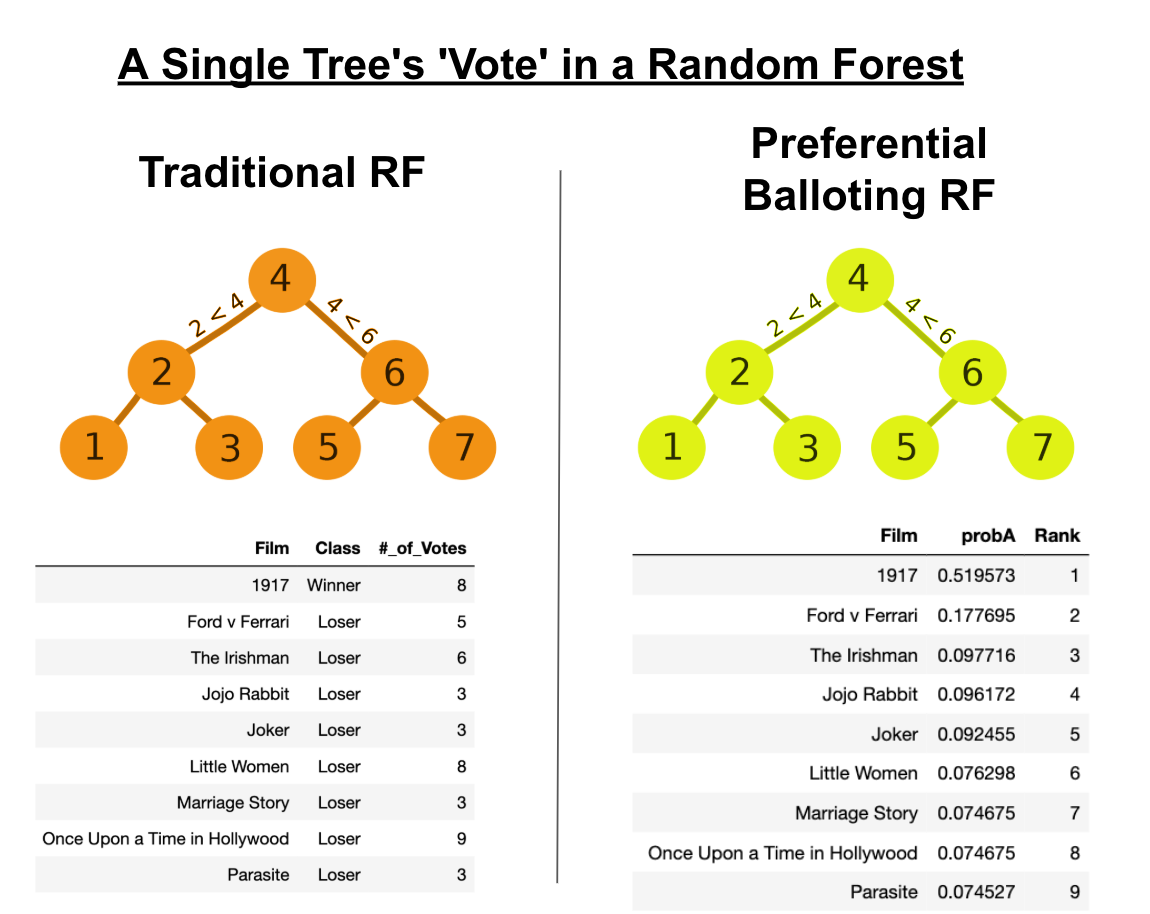 A Single Tree's 'Vote' in a Random Forest
Traditional RF
4
2 < 4
4 < 6
2
6
1
3
5
7
Film Class #_of_Votes
1917 Winner 8
Ford v Ferrari Loser 5
The Irishman Loser 6
Jojo Rabbit Loser 3
Joker Loser 3
Little Women Loser 8
Marriage Story Loser 3
Once Upon a Time in Hollywood Loser 9
Parasite Loser 3
Preferential
Balloting RF
4
2 < 4
4 < 6
2
6
1
3
5
7
Film probA Rank
1917 0.519573 1
Ford v Ferrari 0.177695 2
The Irishman 0.097716 3
Jojo Rabbit 0.096172 4
Joker 0.092455 5
Little Women 0.076298 6
Marriage Story 0.074675 7
Once Upon a Time in Hollywood 0.074675 8
Parasite 0.074527 9